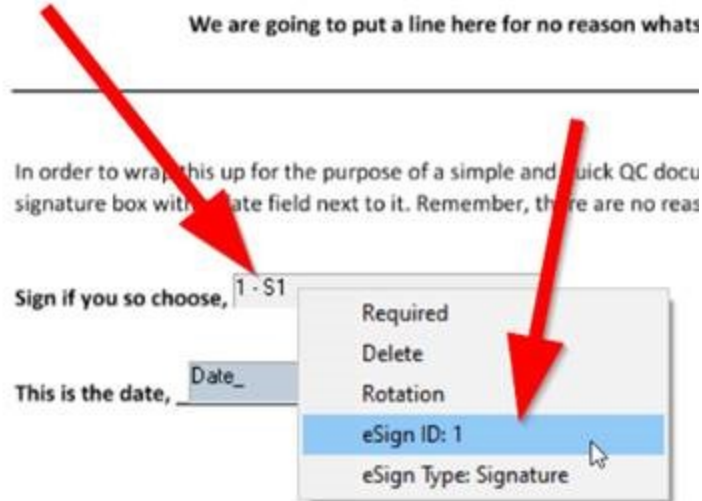 We are going to put a line here for no reason whats
In order to wrap this up for the purpose of a simple and quick QC docu
signature box with date field next to it. Remember, there are no reas
Sign if you so choose, 1 - S1
Required
Delete
This is the date, Date_
Rotation
eSign ID: 1
eSign Type: Signature